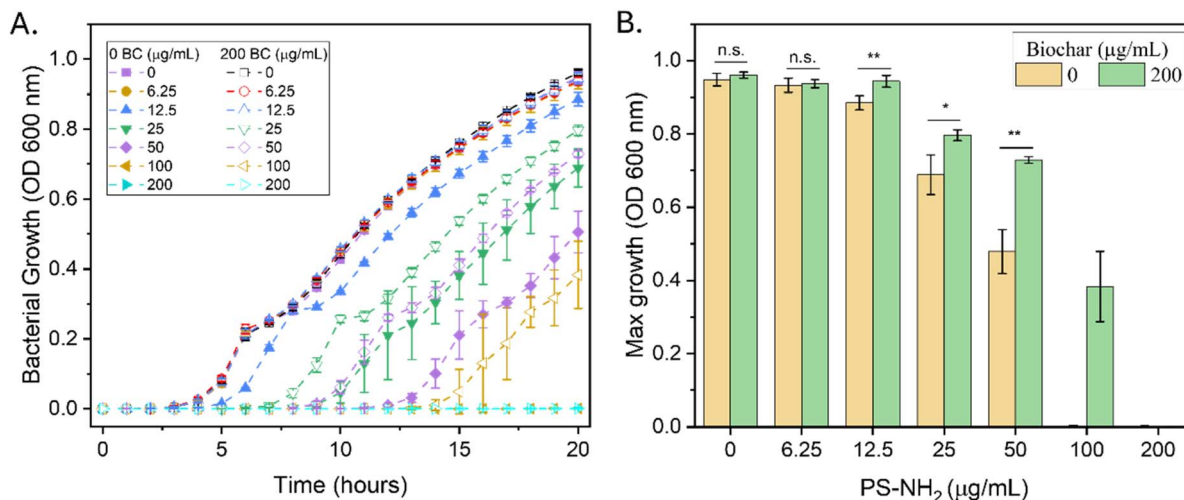 A.
Bacterial Growth (OD 600 nm)
1.0
0.8
0.6
0.4
0.2
0.0
0 BC (μg/mL) 200 BC (μg/mL)
0 0
6.25 6.25
12.5 12.5
25 25
50 50
100 100
200 200
0 5 10 15 20
Time (hours)
B.
Max growth (OD 600 nm)
1.0
0.8
0.6
0.4
0.2
0.0
Biochar (μg/mL)
0 200
n.s. n.s. ** * **
0 6.25 12.5 25 50 100 200
PS-NH₂ (μg/mL)